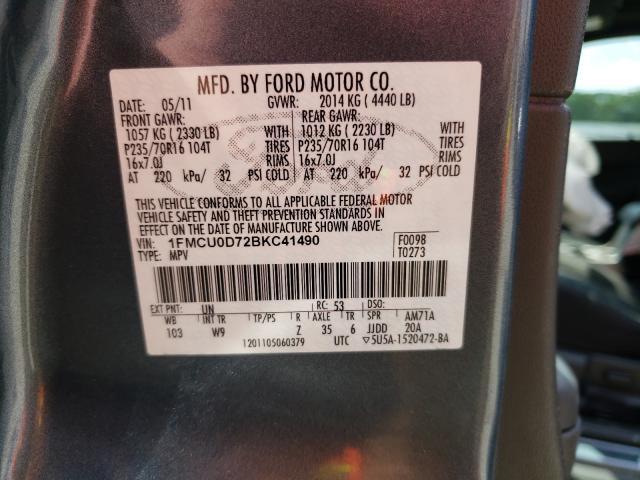 MFD. BY FORD MOTOR CO.
DATE: 05/11 GVWR: 2014 KG ( 4440 LB)
FRONT GAWR: REAR GAWR:
1057 KG ( 2330 LB) WITH 1012 KG ( 2230 LB) WITH
P235/70R16 104T TIRES P235/70R16 104T TIRES
16x7.0J RIMS 16x7.0J RIMS
AT 220 kPa/ 32 PSI COLD AT 220 kPa/ 32 PSI COLD
Ford
THIS VEHICLE CONFORMS TO ALL APPLICABLE FEDERAL MOTOR
VEHICLE SAFETY AND THEFT PREVENTION STANDARDS IN
EFFECT ON THE DATE OF MANUFACTURE SHOWN ABOVE.
VIN: 1FMCU0D72BKC41490 F0098
TYPE: MPV T0273
EXT PNT: UN RC: 53 DSO:
WB INT TR TP/PS R AXLE TR SPR AM71A
103 W9 Z 35 6 JJDD 20A
1201105060379 UTC ▽5U5A-1520472-BA